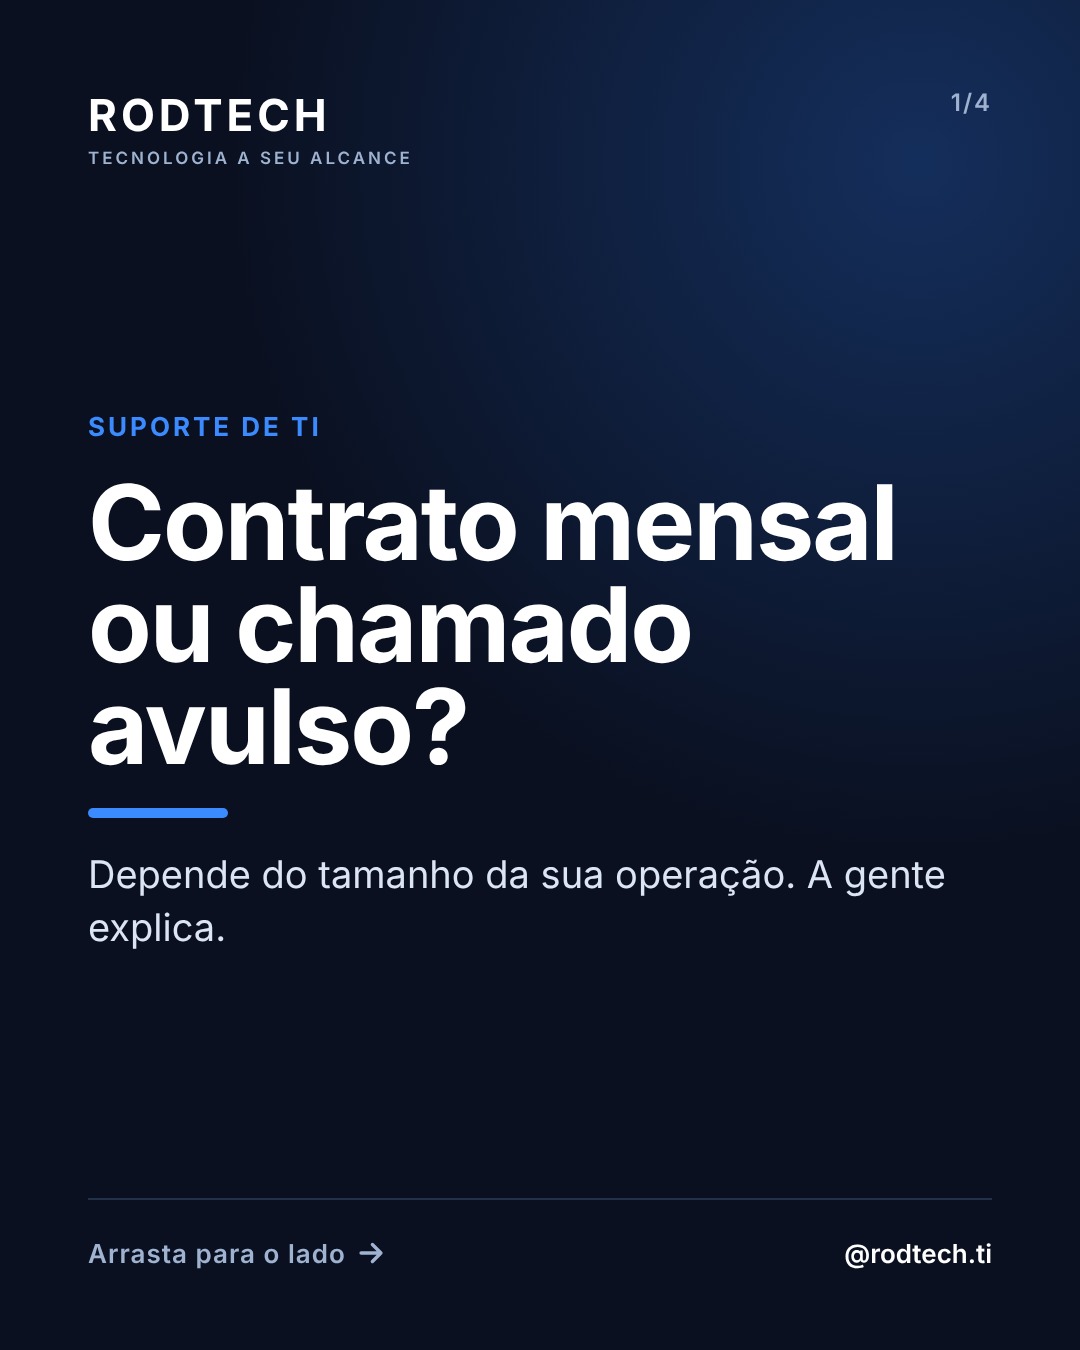 RODTECH
TECNOLOGIA A SEU ALCANCE
1/4
SUPORTE DE TI
Contrato mensal
ou chamado
avulso?
Depende do tamanho da sua operação. A gente
explica.
Arrasta para o lado →
@rodtech.ti